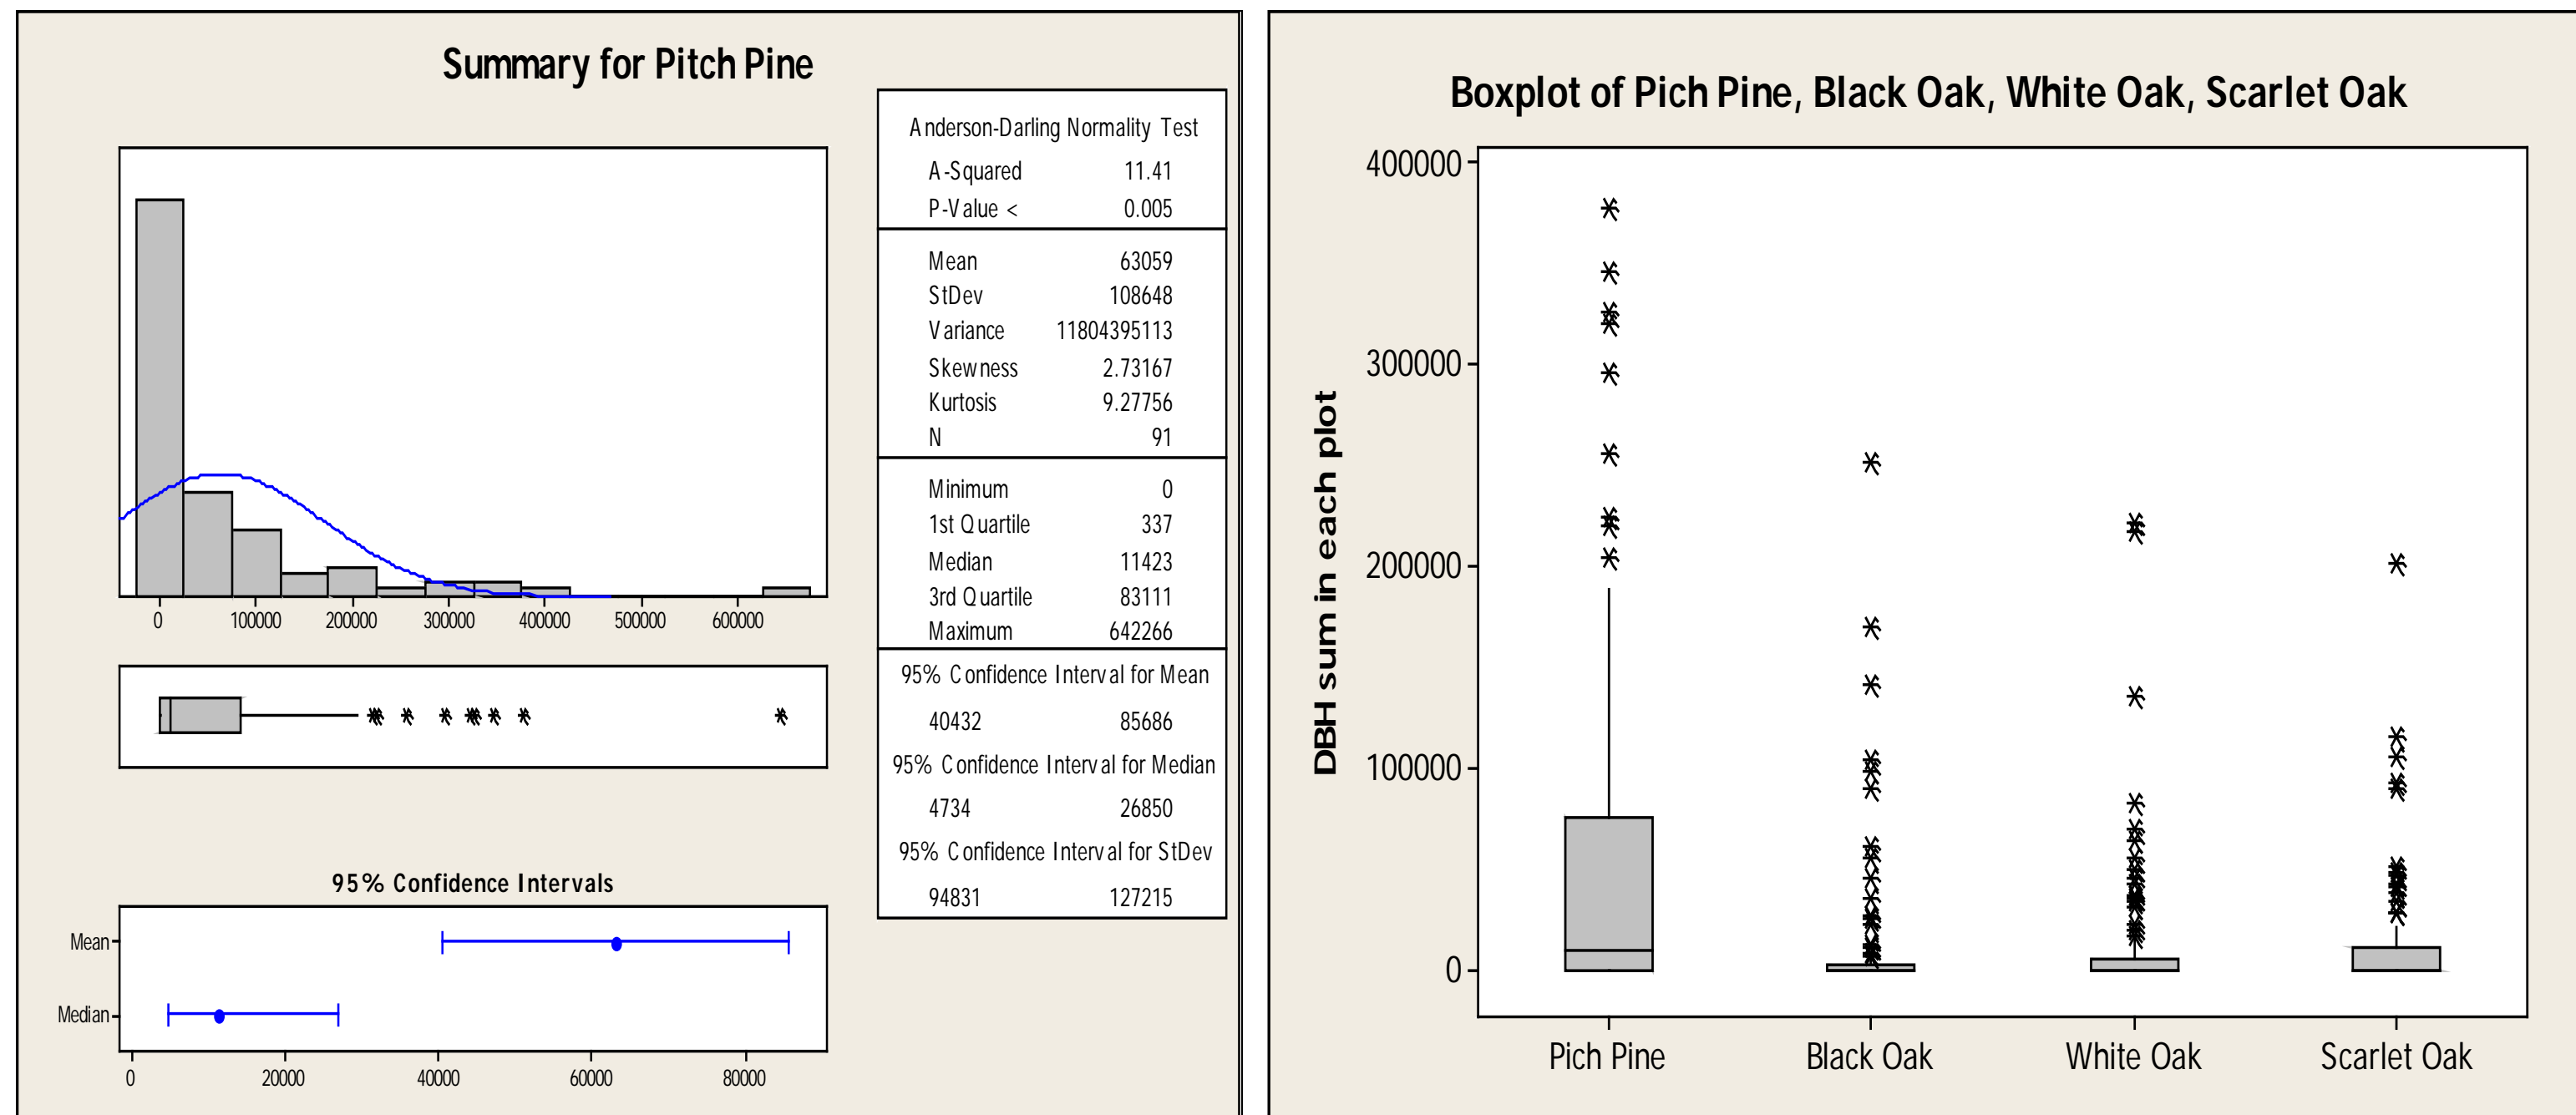 Summary for Pitch Pine
0 100000 200000 300000 400000 500000 600000
95% Confidence Intervals
Mean
Median
0 20000 40000 60000 80000
Anderson-Darling Normality Test
A-Squared 11.41
P-Value < 0.005
Mean 63059
StDev 108648
Variance 11804395113
Skewness 2.73167
Kurtosis 9.27756
N 91
Minimum 0
1st Quartile 337
Median 11423
3rd Quartile 83111
Maximum 642266
95% Confidence Interval for Mean
40432 85686
95% Confidence Interval for Median
4734 26850
95% Confidence Interval for StDev
94831 127215
Boxplot of Pich Pine, Black Oak, White Oak, Scarlet Oak
DBH sum in each plot
400000
300000
200000
100000
0
Pich Pine Black Oak White Oak Scarlet Oak